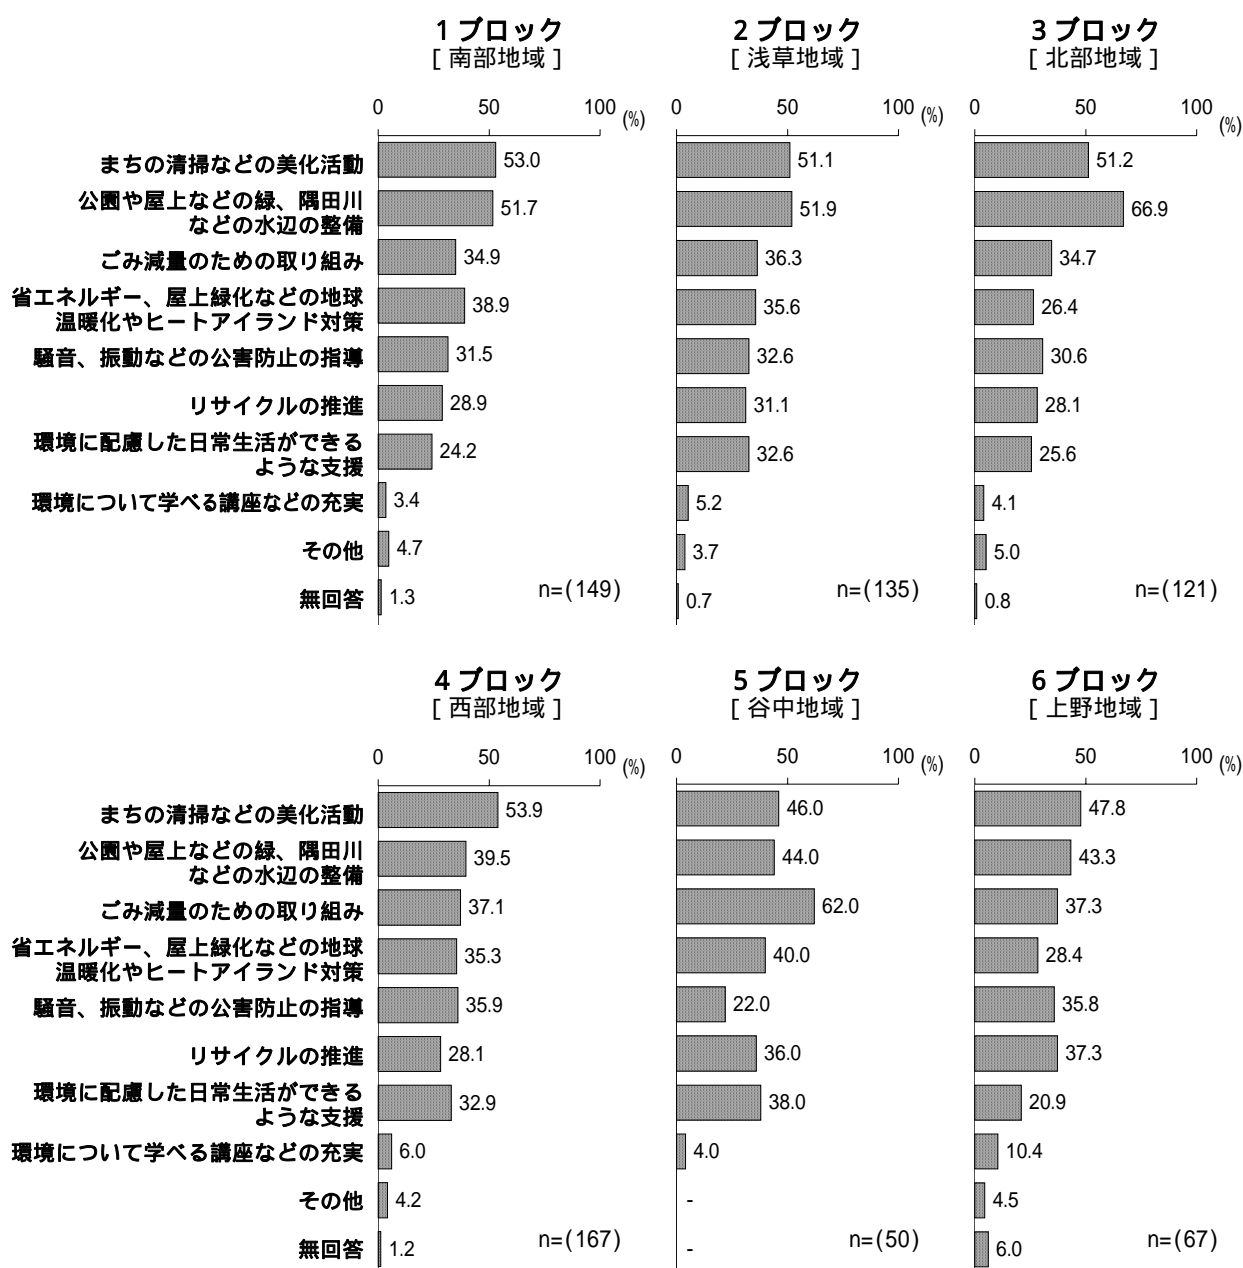 1 ブロック
[ 南部地域 ]
2 ブロック
[ 浅草地域 ]
3 ブロック
[ 北部地域 ]
0 50 100 (%)
0 50 100 (%)
0 50 100 (%)
まちの清掃などの美化活動 53.0 51.1 51.2
公園や屋上などの緑、隅田川
などの水辺の整備 51.7 51.9 66.9
ごみ減量のための取り組み 34.9 36.3 34.7
省エネルギー、屋上緑化などの地球
温暖化やヒートアイランド対策 38.9 35.6 26.4
騒音、振動などの公害防止の指導 31.5 32.6 30.6
リサイクルの推進 28.9 31.1 28.1
環境に配慮した日常生活ができる
ような支援 24.2 32.6 25.6
環境について学べる講座などの充実 3.4 5.2 4.1
その他 4.7 3.7 5.0
無回答 1.3 n=(149) 0.7 n=(135) 0.8 n=(121)
4 ブロック
[ 西部地域 ]
5 ブロック
[ 谷中地域 ]
6 ブロック
[ 上野地域 ]
0 50 100 (%)
0 50 100 (%)
0 50 100 (%)
まちの清掃などの美化活動 53.9 46.0 47.8
公園や屋上などの緑、隅田川
などの水辺の整備 39.5 44.0 43.3
ごみ減量のための取り組み 37.1 62.0 37.3
省エネルギー、屋上緑化などの地球
温暖化やヒートアイランド対策 35.3 40.0 28.4
騒音、振動などの公害防止の指導 35.9 22.0 35.8
リサイクルの推進 28.1 36.0 37.3
環境に配慮した日常生活ができる
ような支援 32.9 38.0 20.9
環境について学べる講座などの充実 6.0 4.0 10.4
その他 4.2 - 4.5
無回答 1.2 n=(167) - n=(50) 6.0 n=(67)